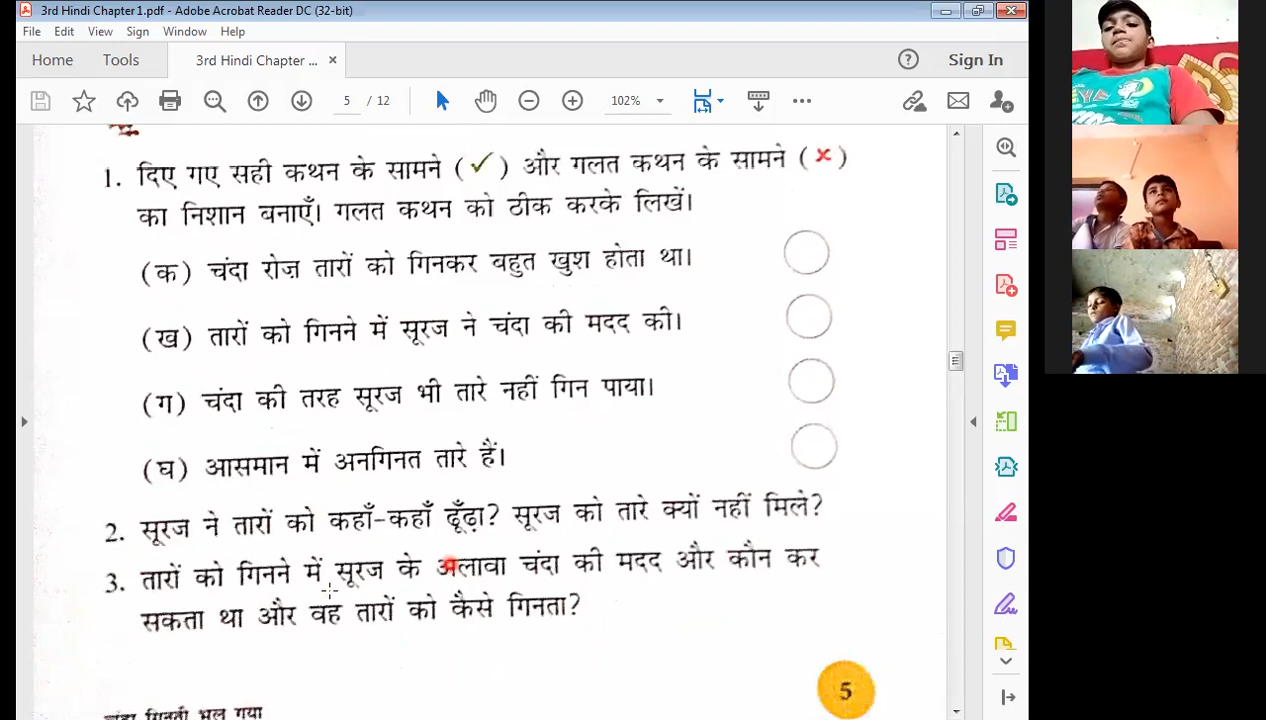 3rd Hindi Chapter1.pdf - Adobe Acrobat Reader DC (32-bit)
File Edit View Sign Window Help
Home Tools 3rd Hindi Chapter ... × Sign In
5 / 12 102%
1. दिए गए सही कथन के सामने (✓) और गलत कथन के सामने (×)
का निशान बनाएँ। गलत कथन को ठीक करके लिखें।
(क) चंदा रोज़ तारों को गिनकर बहुत खुश होता था।
(ख) तारों को गिनने में सूरज ने चंदा की मदद की।
(ग) चंदा की तरह सूरज भी तारे नहीं गिन पाया।
(घ) आसमान में अनगिनत तारे हैं।
2. सूरज ने तारों को कहाँ-कहाँ ढूँढ़ा? सूरज को तारे क्यों नहीं मिले?
3. तारों को गिनने में सूरज के अलावा चंदा की मदद और कौन कर
सकता था और वह तारों को कैसे गिनता?
5
चंदा गिनती भूल गया